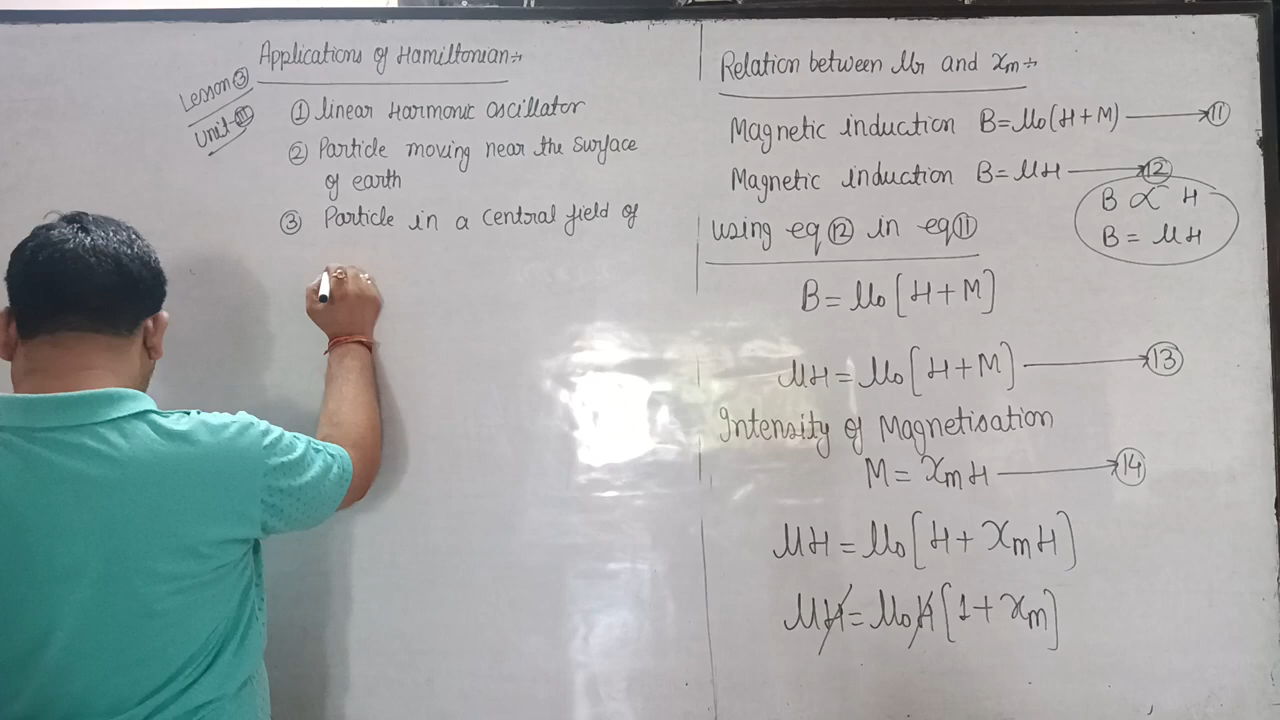 Applications of Hamiltonian:-
Lesson ③
Unit-Ⅲ
① linear Harmonic oscillator
② Particle moving near the surface
of earth
③ Particle in a central field of
Relation between μr and χm:-
Magnetic induction B=μ0(H+M) → ⑪
Magnetic induction B=μH → ⑫
B ∝ H
B = μH
using eq ⑫ in eq ⑪
B=μ0[H+M]
μH=μ0[H+M] → ⑬
Intensity of Magnetisation
M=χmH → ⑭
μH=μ0[H+χmH]
μH=μ0H[1+χm]